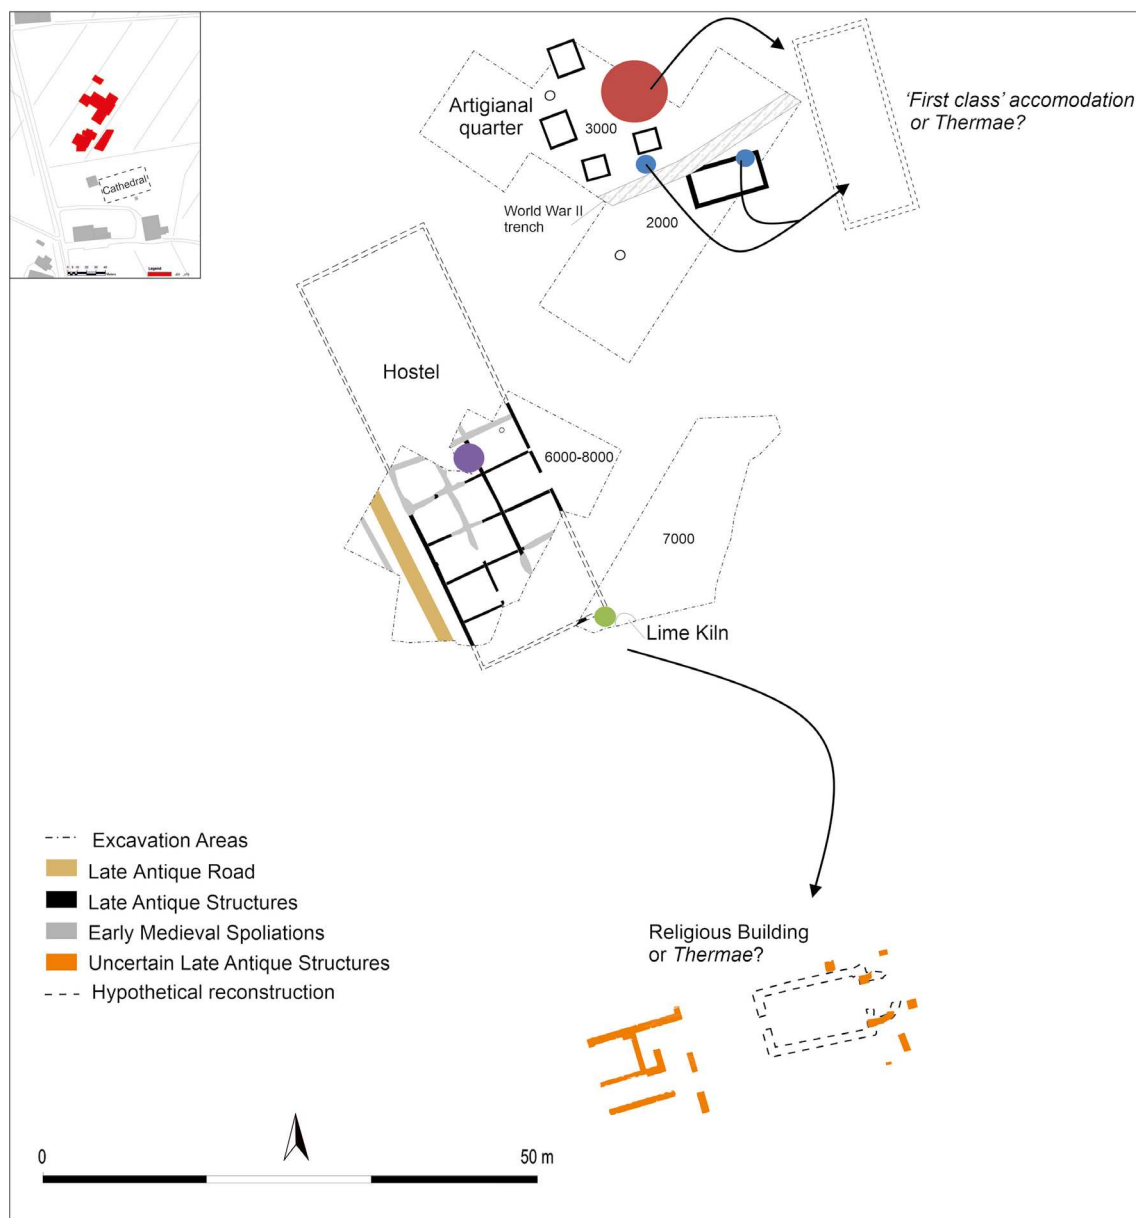 Cathedral
Legend
Artigianal
quarter
3000
'First class' accomodation
or Thermae?
World War II
trench
2000
Hostel
6000-8000
7000
Lime Kiln
Excavation Areas
Late Antique Road
Late Antique Structures
Early Medieval Spoliations
Uncertain Late Antique Structures
Hypothetical reconstruction
Religious Building
or Thermae?
0
50 m